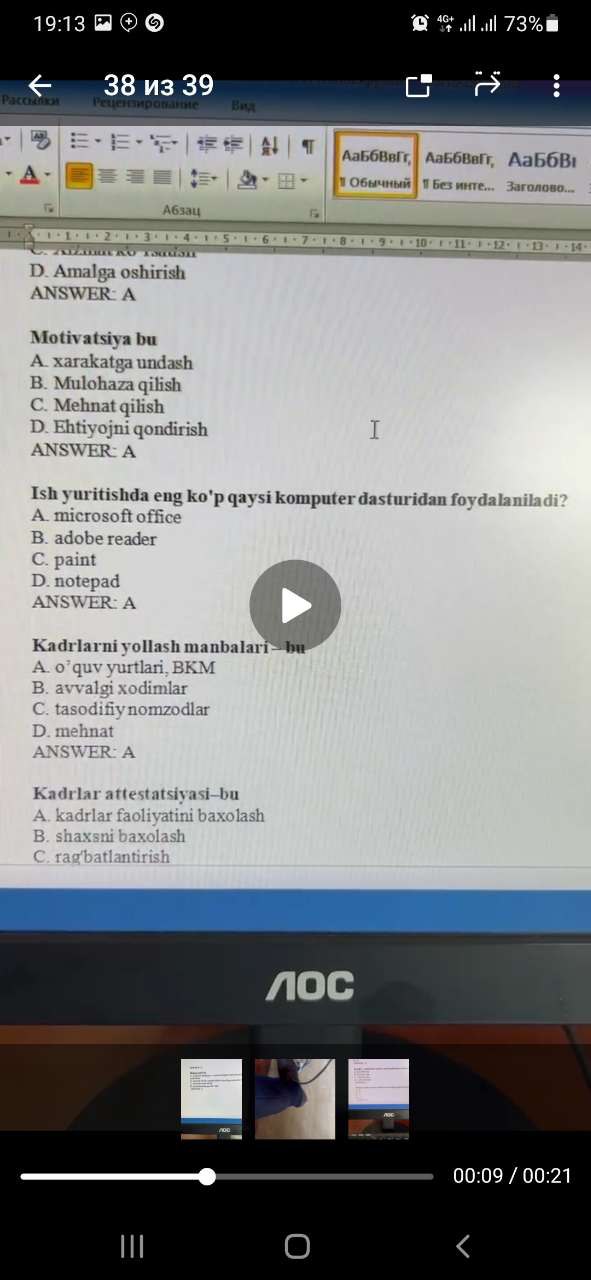 19:13
4G+
73%
38 из 39
Рассылки Рецензирование Вид
АаБбВвГг, АаБбВвГг, АаБбВі
¶ Обычный ¶ Без инте... Заголово...
Абзац
1 2 3 4 5 6 7 8 9 10 11 12 13 14
D. Amalga oshirish
ANSWER: A
Motivatsiya bu
A. xarakatga undash
B. Mulohaza qilish
C. Mehnat qilish
D. Ehtiyojni qondirish
ANSWER: A
Ish yuritishda eng ko'p qaysi komputer dasturidan foydalaniladi?
A. microsoft office
B. adobe reader
C. paint
D. notepad
ANSWER: A
Kadrlarni yollash manbalari – bu
A. o’quv yurtlari, BKM
B. avvalgi xodimlar
C. tasodifiy nomzodlar
D. mehnat
ANSWER: A
Kadrlar attestatsiyasi–bu
A. kadrlar faoliyatini baxolash
B. shaxsni baxolash
C. rag'batlantirish
AOC
AOC
AOC
00:09 / 00:21